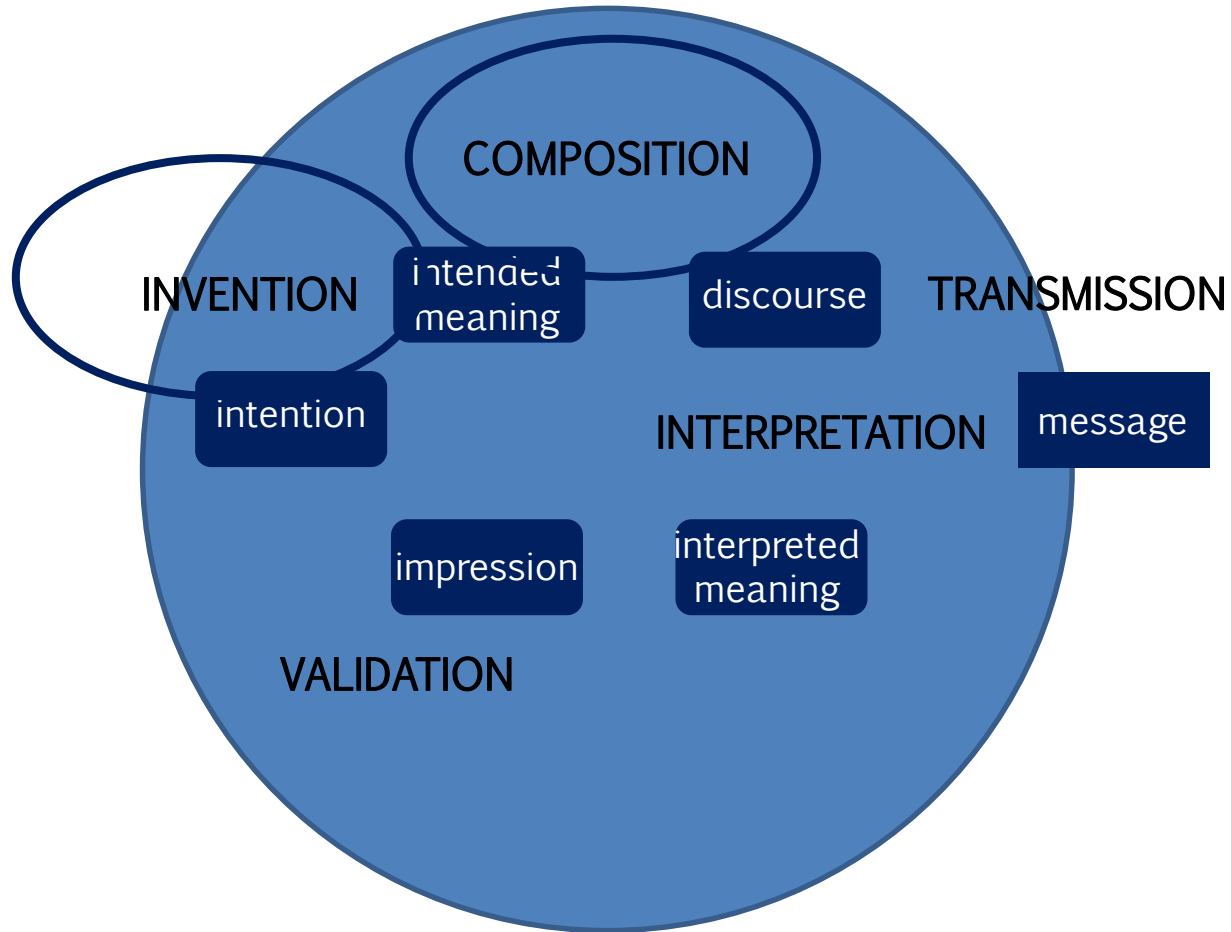 COMPOSITION
INVENTION
intended
meaning
discourse
TRANSMISSION
intention
INTERPRETATION
message
impression
interpreted
meaning
VALIDATION